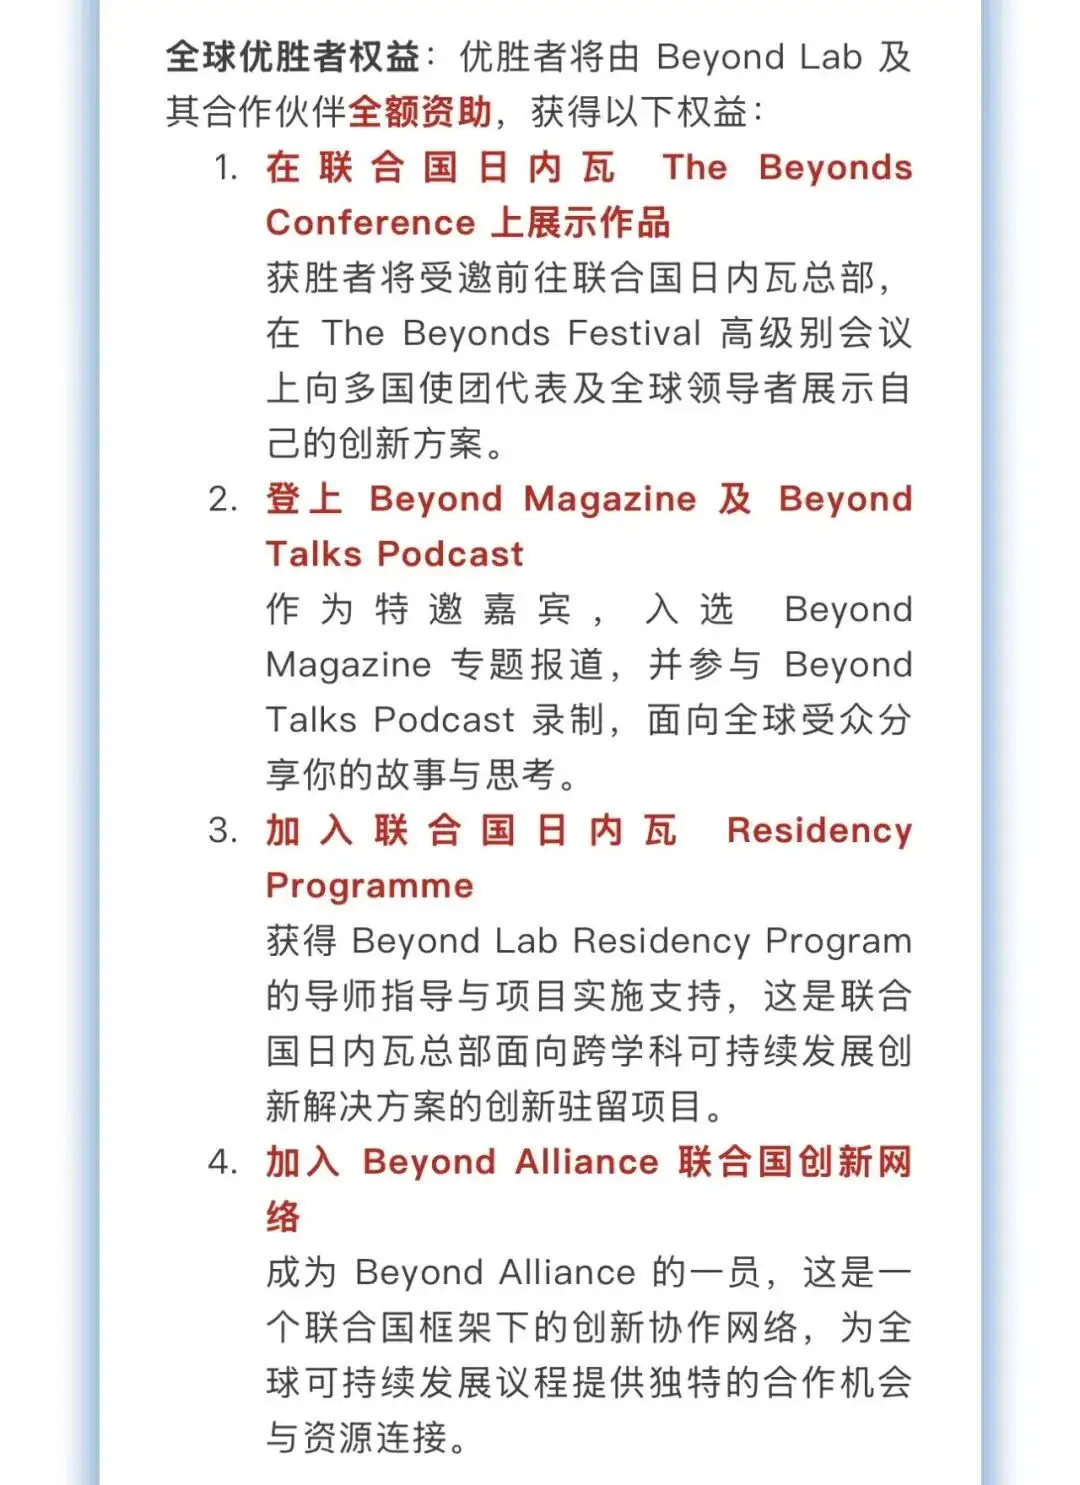 全球优胜者权益：优胜者将由 Beyond Lab 及
其合作伙伴全额资助，获得以下权益：
1. 在联合国日内瓦 The Beyonds
Conference 上展示作品
获胜者将受邀前往联合国日内瓦总部，
在 The Beyonds Festival 高级别会议
上向多国使团代表及全球领导者展示自
己的创新方案。
2. 登上 Beyond Magazine 及 Beyond
Talks Podcast
作为特邀嘉宾，入选 Beyond
Magazine 专题报道，并参与 Beyond
Talks Podcast 录制，面向全球受众分
享你的故事与思考。
3. 加入联合国日内瓦 Residency
Programme
获得 Beyond Lab Residency Program
的导师指导与项目实施支持，这是联合
国日内瓦总部面向跨学科可持续发展创
新解决方案的创新驻留项目。
4. 加入 Beyond Alliance 联合国创新网
络
成为 Beyond Alliance 的一员，这是一
个联合国框架下的创新协作网络，为全
球可持续发展议程提供独特的合作机会
与资源连接。